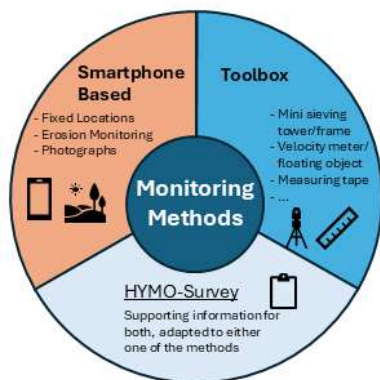 Smartphone
Based
- Fixed Locations
- Erosion Monitoring
- Photographs
Toolbox
- Mini sieving
tower/frame
- Velocity meter/
floating object
- Measuring tape
- ...
Monitoring
Methods
HYMO-Survey
Supporting information for
both, adapted to either
one of the methods